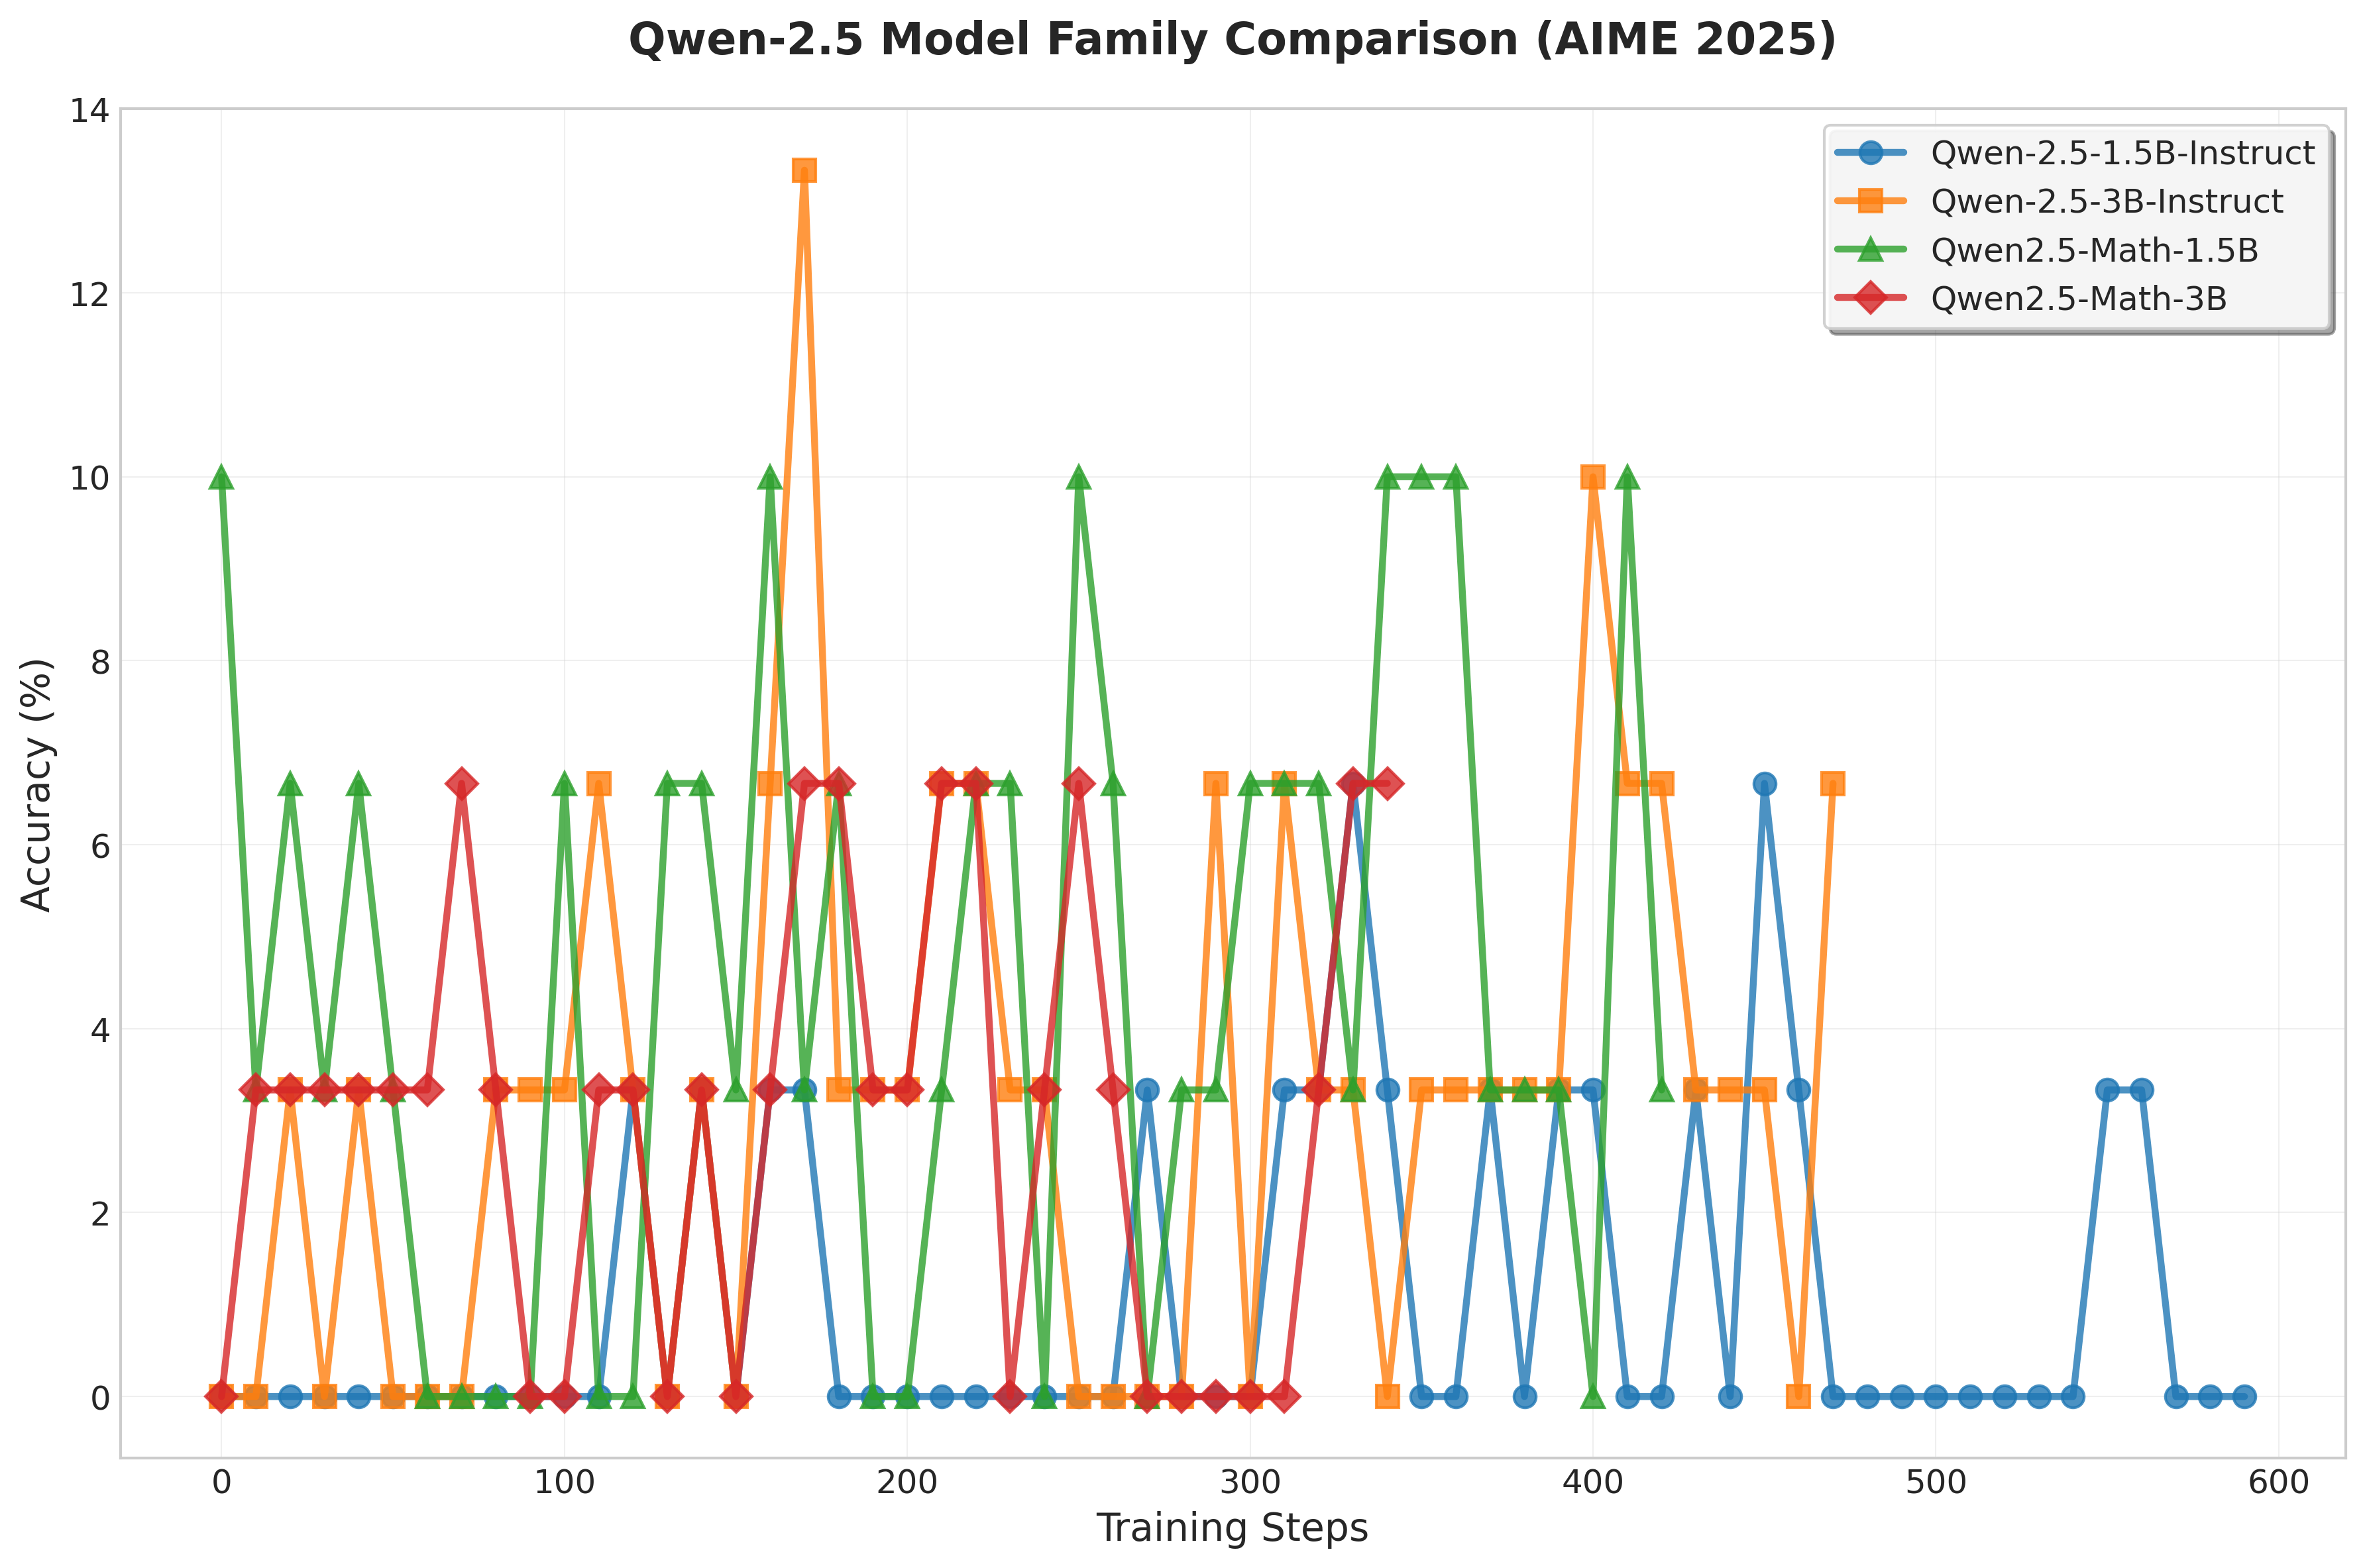 Qwen-2.5 Model Family Comparison (AIME 2025)
14
12
10
8
6
4
2
0
Accuracy (%)
Qwen-2.5-1.5B-Instruct
Qwen-2.5-3B-Instruct
Qwen2.5-Math-1.5B
Qwen2.5-Math-3B
0 100 200 300 400 500 600
Training Steps